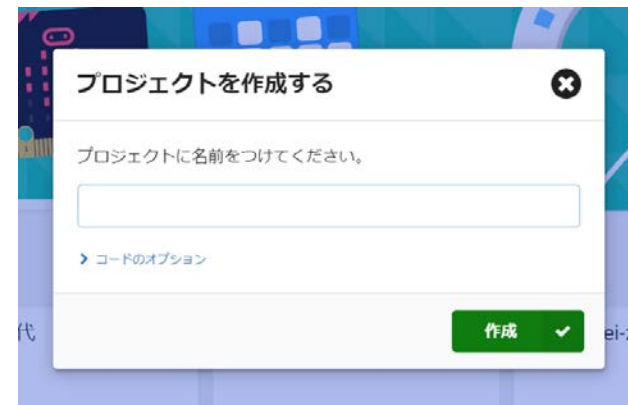 プロジェクトを作成する
プロジェクトに名前をつけてください。
コードのオプション
代
作成
ei-